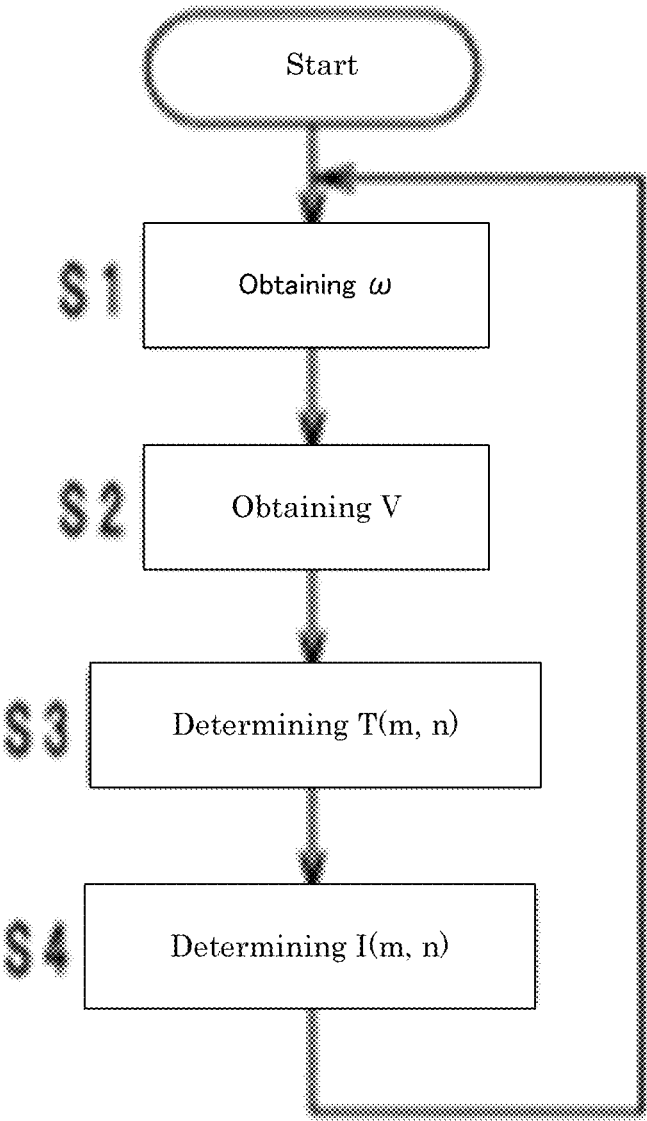 Start
S1
Obtaining ω
S2
Obtaining V
S3
Determining T(m, n)
S4
Determining I(m, n)